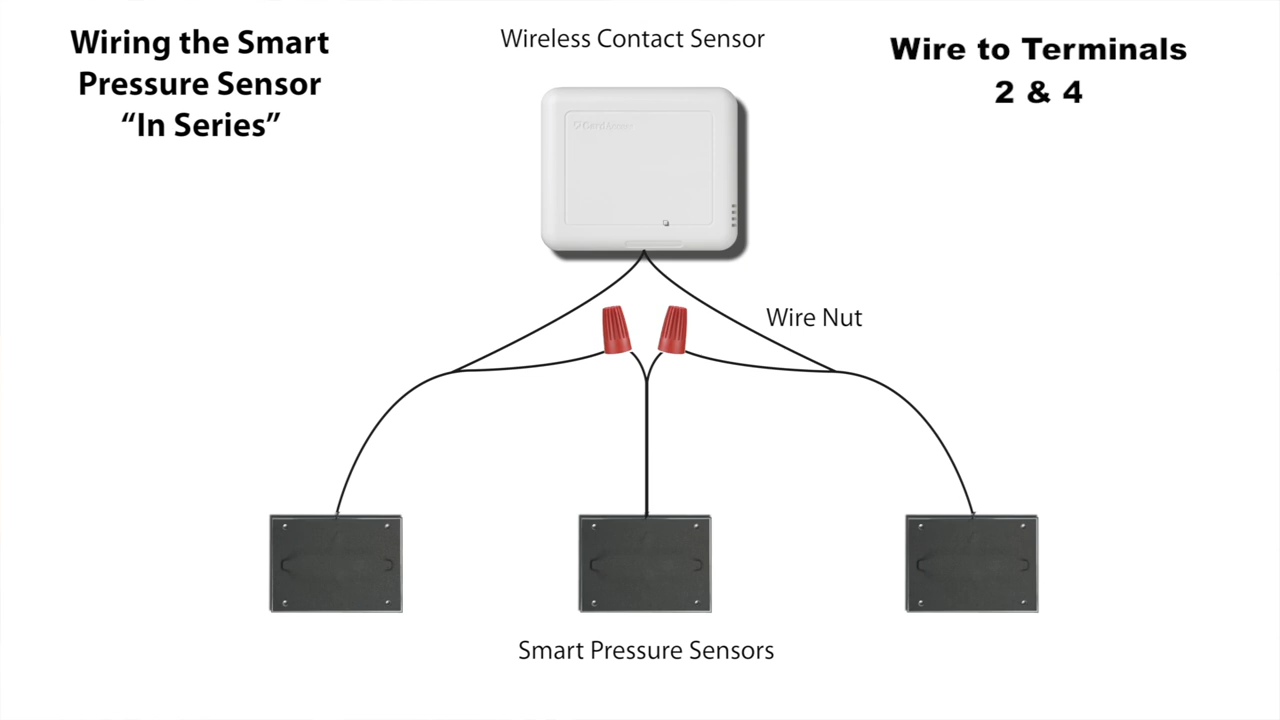 Wiring the Smart
Pressure Sensor
“In Series”
Wireless Contact Sensor
Wire to Terminals
2 & 4
Wire Nut
Smart Pressure Sensors